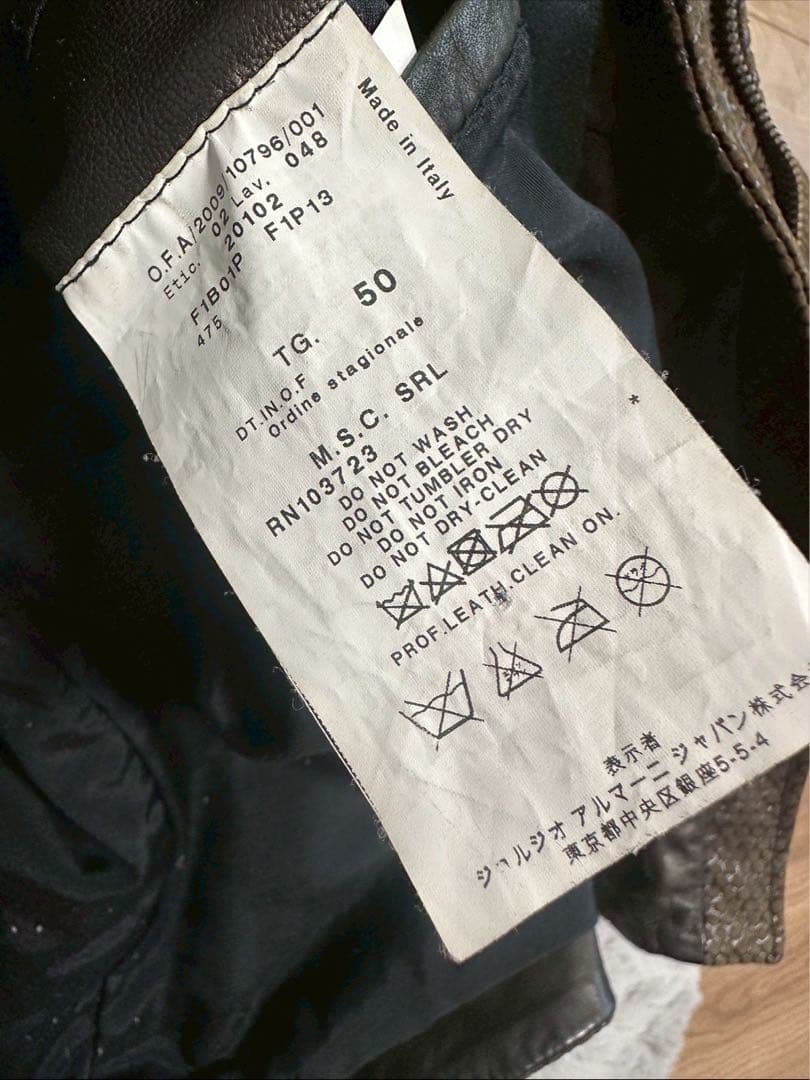 Made in Italy
O.F.A/2009/10796/001
Etic. 02 Lav. 048
20102
F1B01P F1P13
475
TG. 50
DT.IN.O.F
Ordine stagionale
M.S.C. SRL
RN103723
DO NOT WASH
DO NOT BLEACH
DO NOT TUMBLER DRY
DO NOT IRON
DO NOT DRY-CLEAN
PROF.LEATH.CLEAN ON.
表示者
ジョルジオ アルマーニ ジャパン株式会
東京都中央区銀座5-5-4